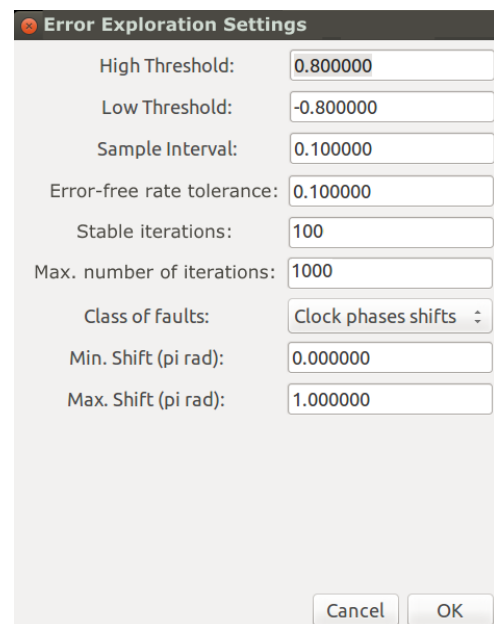 Error Exploration Settings
High Threshold: 0.800000
Low Threshold: -0.800000
Sample Interval: 0.100000
Error-free rate tolerance: 0.100000
Stable iterations: 100
Max. number of iterations: 1000
Class of faults: Clock phases shifts
Min. Shift (pi rad): 0.000000
Max. Shift (pi rad): 1.000000
Cancel OK